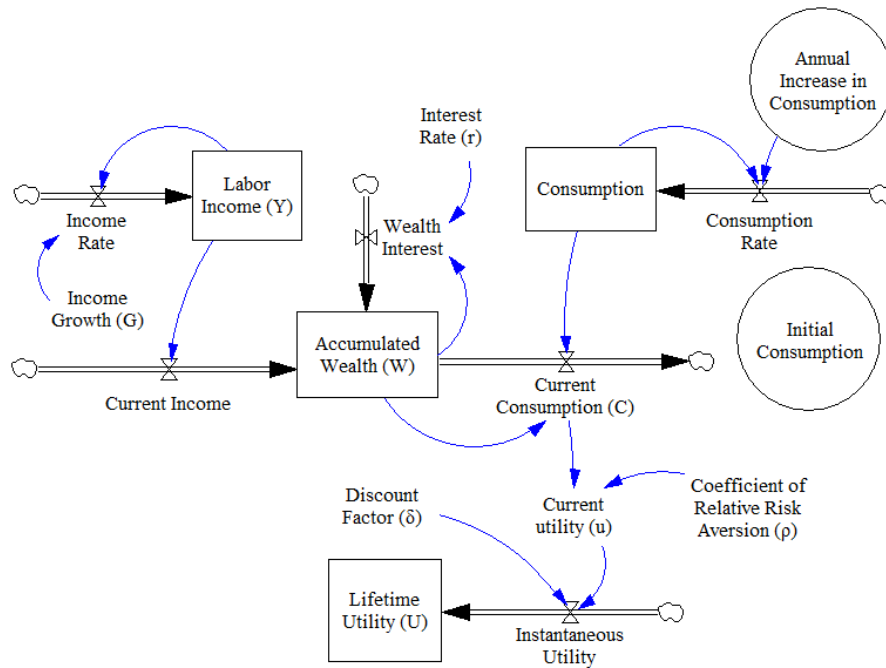 Annual
Increase in
Consumption
Interest
Rate (r)
Labor
Income (Y)
Consumption
Income
Rate
Wealth
Interest
Consumption
Rate
Income
Growth (G)
Initial
Consumption
Accumulated
Wealth (W)
Current Income
Current
Consumption (C)
Discount
Factor (δ)
Current
utility (u)
Coefficient of
Relative Risk
Aversion (ρ)
Lifetime
Utility (U)
Instantaneous
Utility